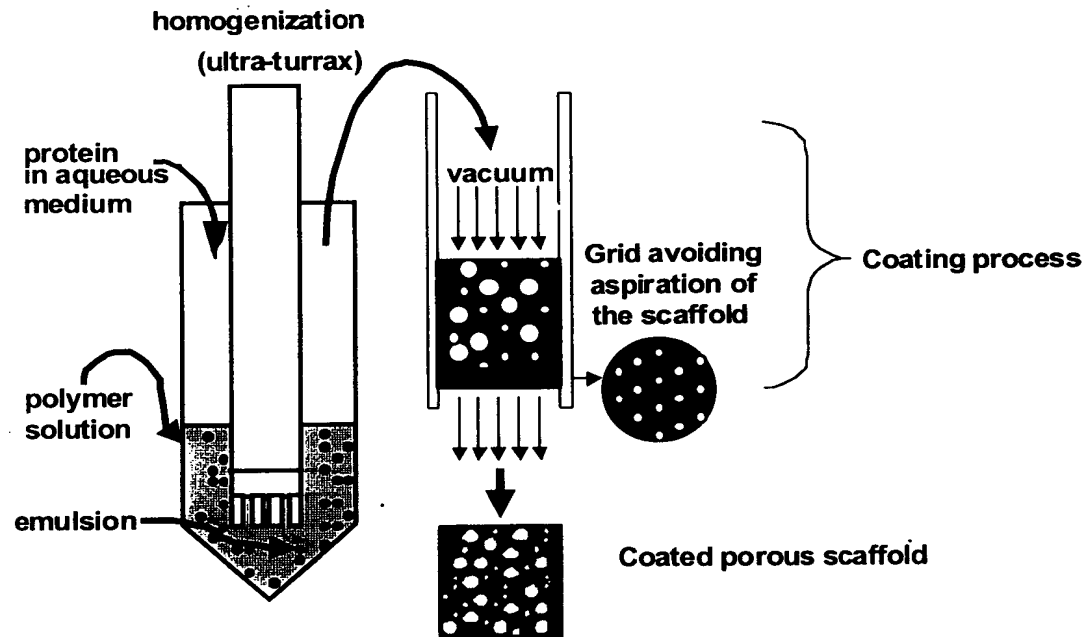 homogenization
(ultra-turrax)
protein
in aqueous
medium
vacuum
Grid avoiding
aspiration of
the scaffold
Coating process
polymer
solution
emulsion
Coated porous scaffold